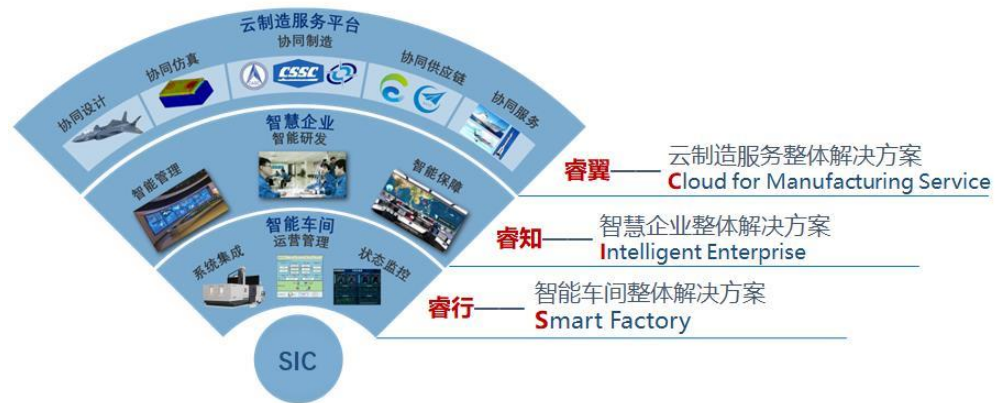 云制造服务平台
协同设计
协同仿真
协同制造
协同供应链
协同服务
CSSC
智慧企业
智能管理
智能研发
智能保障
智能车间
系统集成
运营管理
状态监控
SIC
睿翼——云制造服务整体解决方案
Cloud for Manufacturing Service
睿知——智慧企业整体解决方案
Intelligent Enterprise
睿行——智能车间整体解决方案
Smart Factory